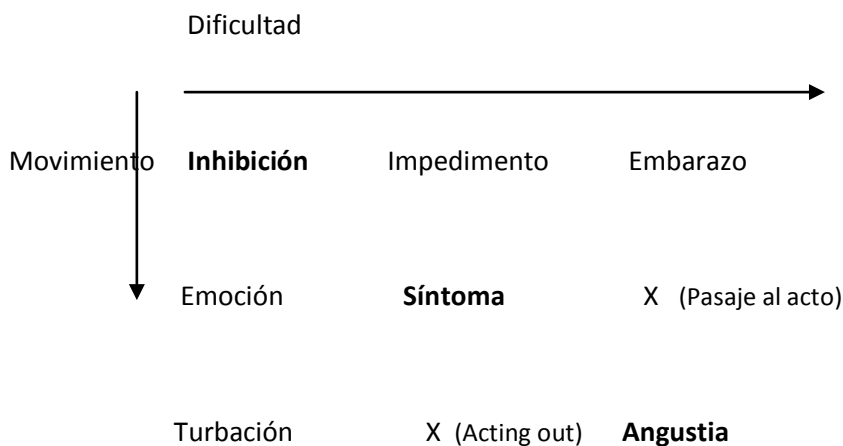 Dificultad
Movimiento Inhibición Impedimento Embarazo
Emoción Síntoma X (Pasaje al acto)
Turbación X (Acting out) Angustia